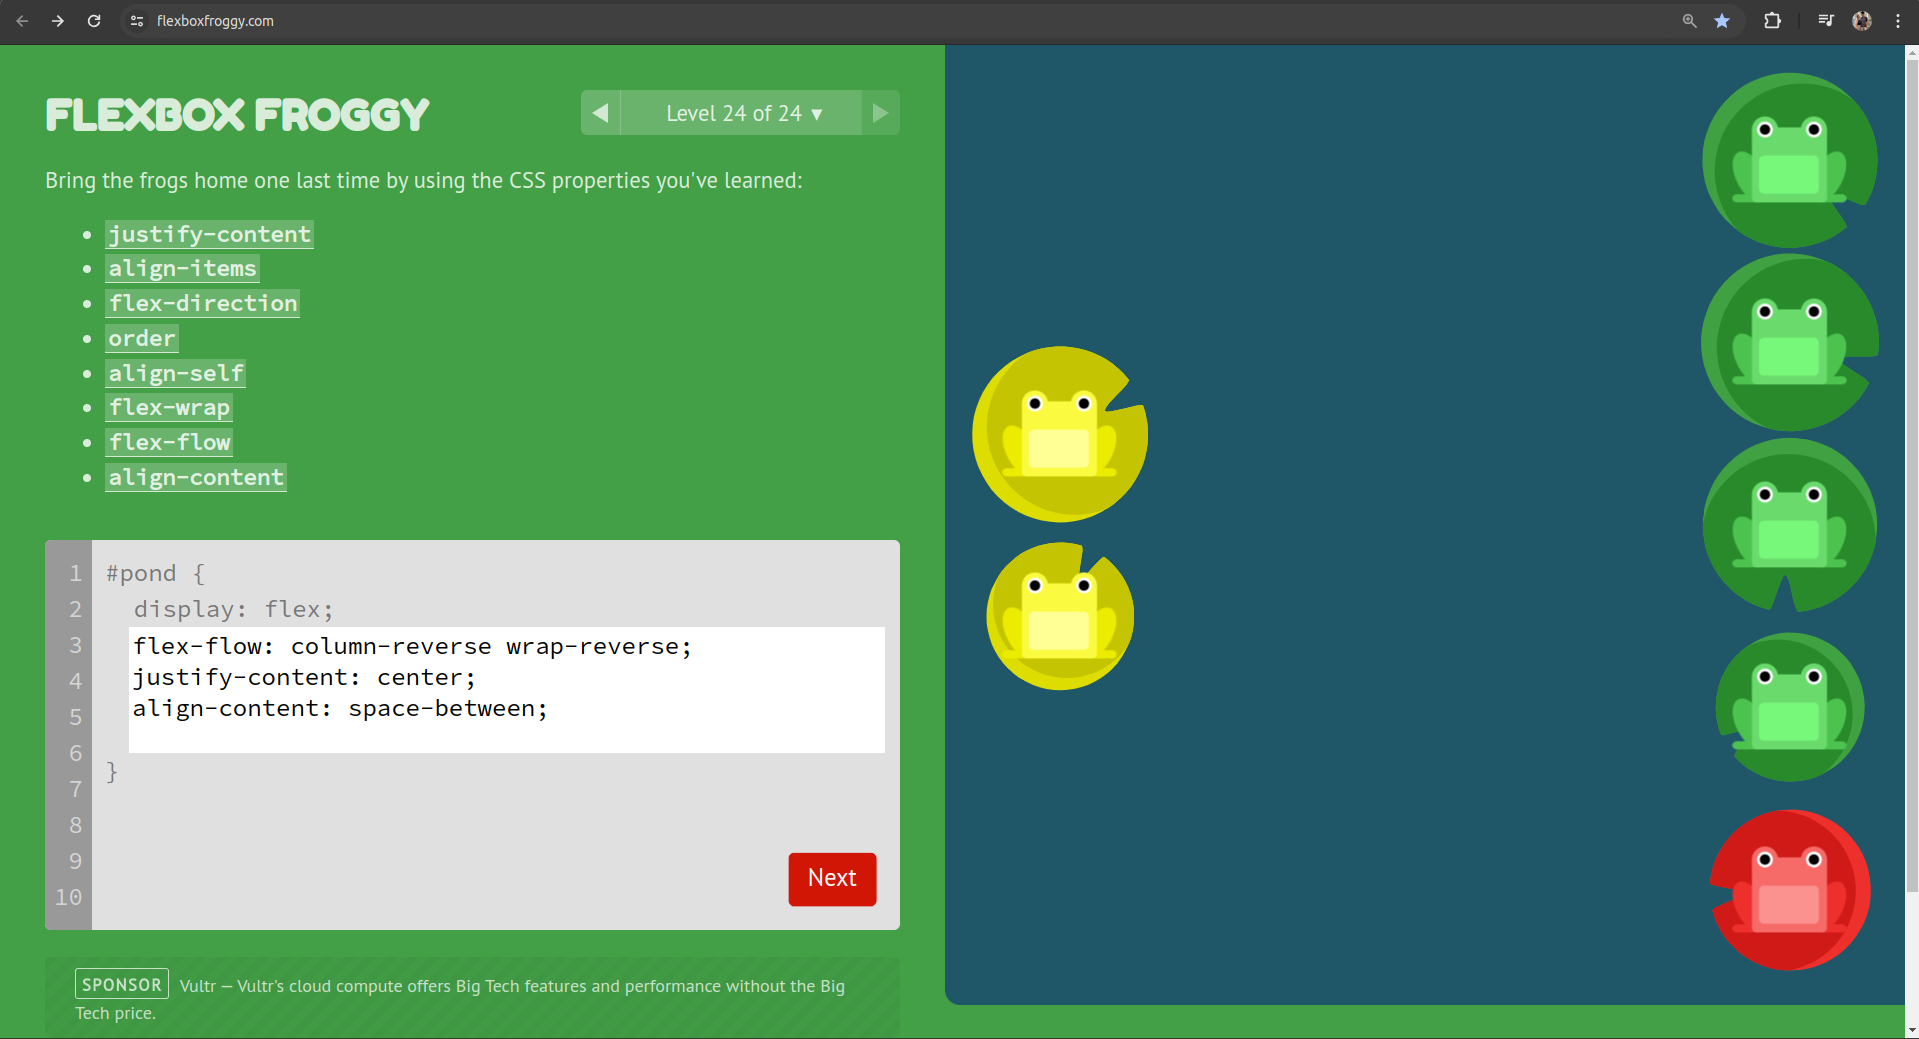 flexboxfroggy.com
FLEXBOX FROGGY
◀ Level 24 of 24 ▼ ▶
Bring the frogs home one last time by using the CSS properties you've learned:
• justify-content
• align-items
• flex-direction
• order
• align-self
• flex-wrap
• flex-flow
• align-content
1 #pond {
2 display: flex;
3 flex-flow: column-reverse wrap-reverse;
4 justify-content: center;
5 align-content: space-between;
6 }
7
8
9
10
Next
SPONSOR Vultr — Vultr's cloud compute offers Big Tech features and performance without the Big
Tech price.